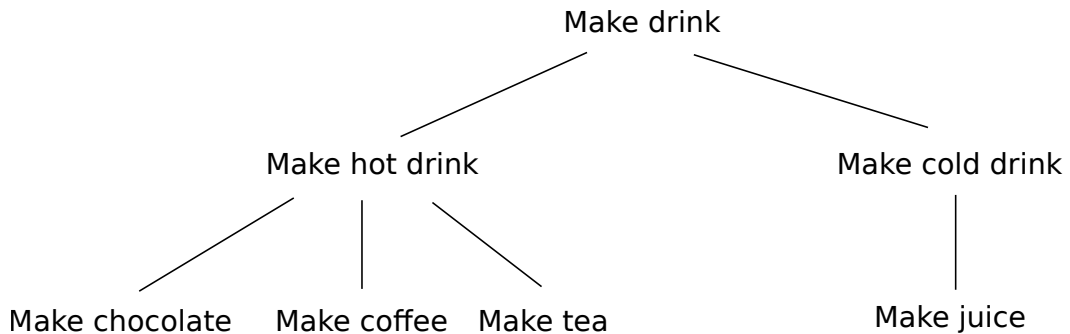 Make drink
Make hot drink
Make cold drink
Make chocolate
Make coffee
Make tea
Make juice